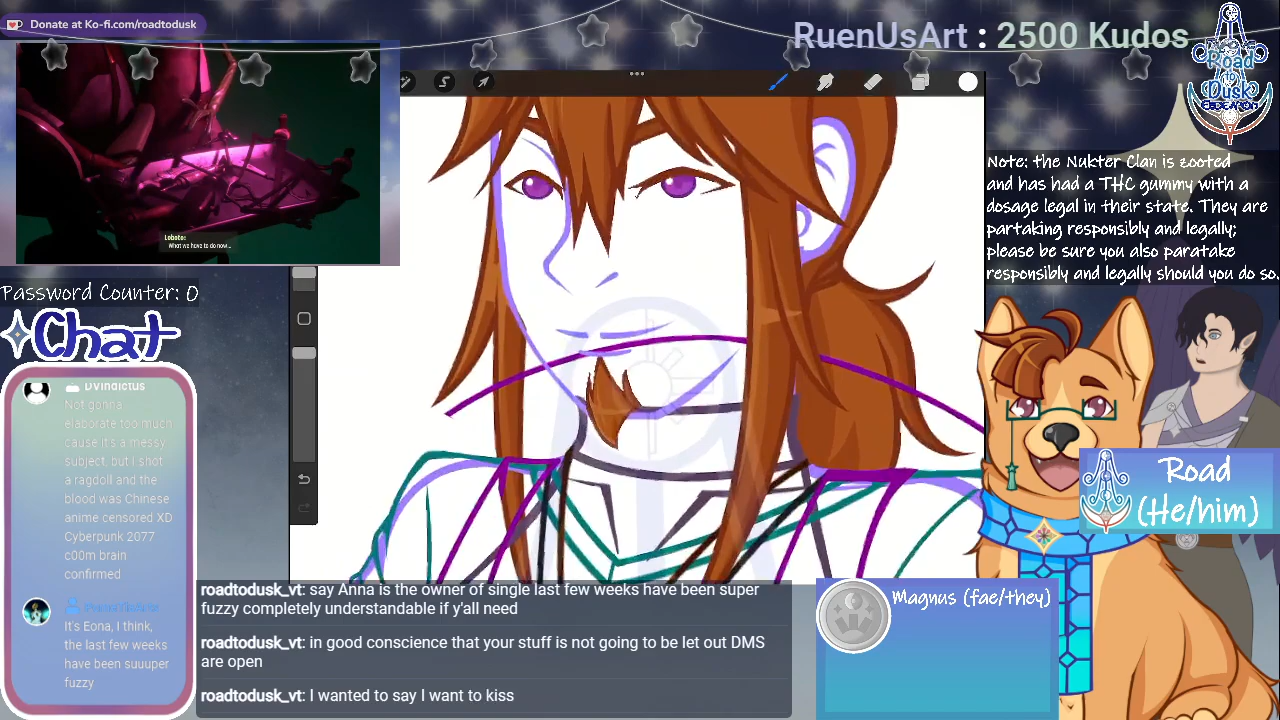 Donate at Ko-fi.com/roadtodusk
RuenUsArt : 2500 Kudos
Road
to
Dusk
Loboto:
What we have to do now...
Note: the Nukter Clan is zooted
and has had a THC gummy with a
dosage legal in their state. They are
partaking responsibly and legally;
please be sure you also paratake
responsibly and legally should you do so.
Password Counter: 0
Chat
DVindictus
Not gonna
elaborate too much
cause it's a messy
subject, but I shot
a ragdoll and the
blood was Chinese
anime censored XD
Cyberpunk 2077
c00m brain
confirmed
It's Eona, I think,
the last few weeks
have been suuuper
fuzzy
roadtodusk_vt: say Anna is the owner of single last few weeks have been super
fuzzy completely understandable if y'all need
roadtodusk_vt: in good conscience that your stuff is not going to be let out DMS
are open
roadtodusk_vt: I wanted to say I want to kiss
Road
(He/him)
Magnus (fae/they)